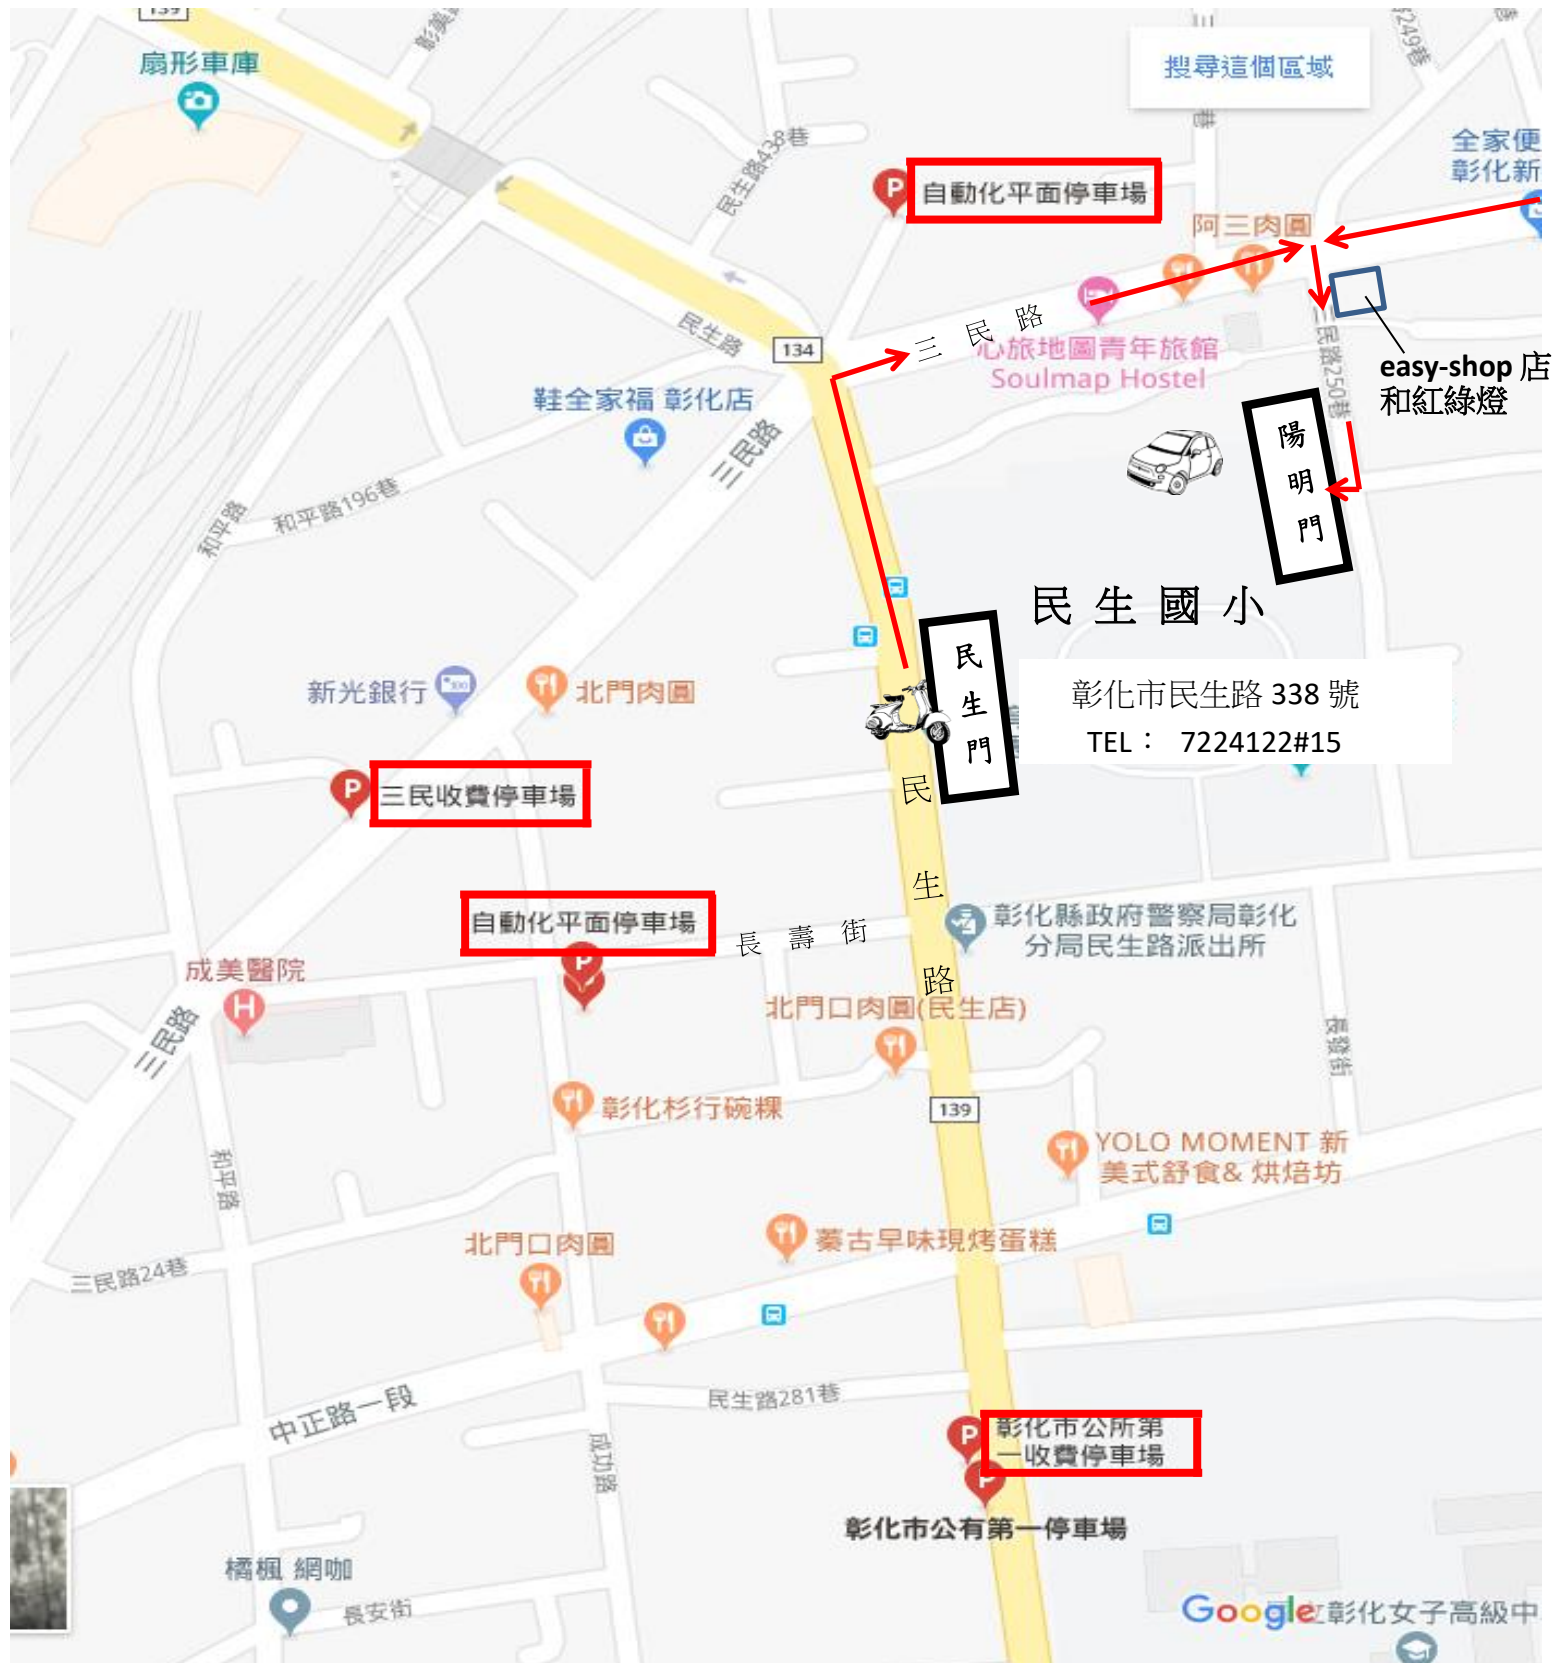 139
扇形車庫
搜尋這個區域
民生路438巷
全家便
彰化新
自動化平面停車場
阿三肉圓
民生路
134
三民路
心旅地圖青年旅館
Soulmap Hostel
三民路250巷
easy-shop 店
和紅綠燈
鞋全家福 彰化店
三民路
陽明門
和平路196巷
和平路
民生國小
民生門
新光銀行
北門肉圓
彰化市民生路 338 號
TEL： 7224122#15
三民收費停車場
民生路
自動化平面停車場
長壽街
彰化縣政府警察局彰化
分局民生路派出所
成美醫院
北門口肉圓(民生店)
三民路
長發街
彰化杉行碗粿
139
YOLO MOMENT 新
美式舒食& 烘焙坊
和平路
北門口肉圓
蓁古早味現烤蛋糕
三民路24巷
中正路一段
民生路281巷
彰化市公所第
一收費停車場
成功路
彰化市公有第一停車場
橘楓 網咖
長安街
Google
彰化女子高級中